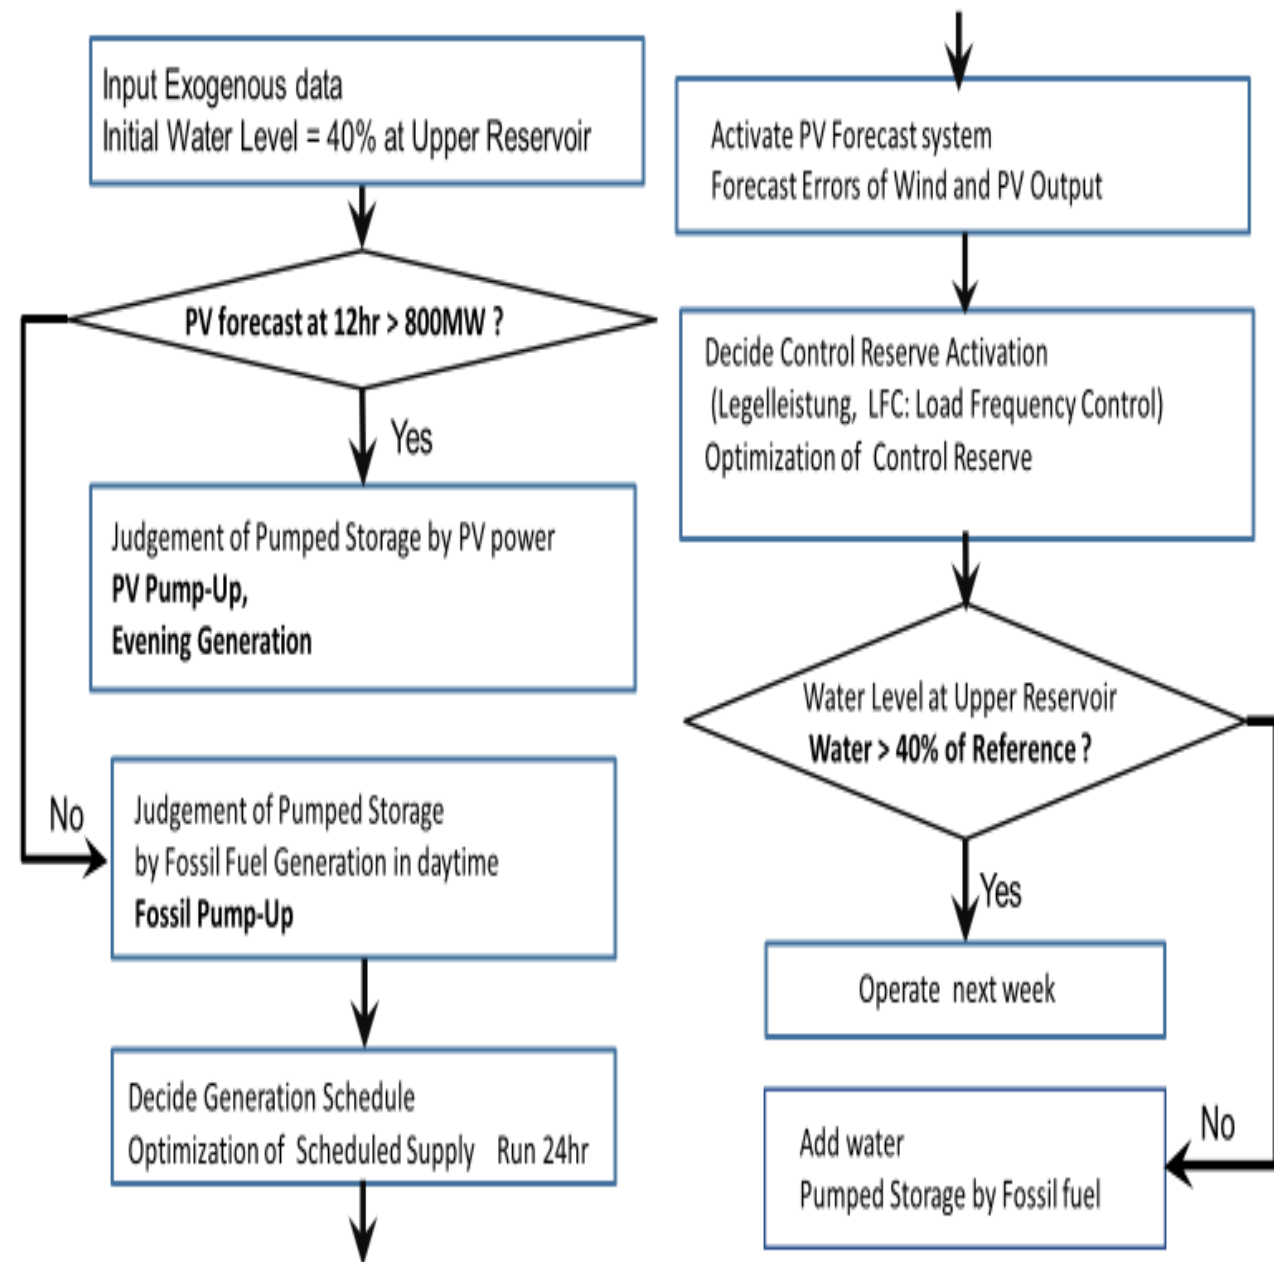 Input Exogenous data
Initial Water Level = 40% at Upper Reservoir
PV forecast at 12hr > 800MW ?
Yes
Judgement of Pumped Storage by PV power
PV Pump-Up,
Evening Generation
No
Judgement of Pumped Storage
by Fossil Fuel Generation in daytime
Fossil Pump-Up
Decide Generation Schedule
Optimization of Scheduled Supply Run 24hr
Activate PV Forecast system
Forecast Errors of Wind and PV Output
Decide Control Reserve Activation
(Legelleistung, LFC: Load Frequency Control)
Optimization of Control Reserve
Water Level at Upper Reservoir
Water > 40% of Reference ?
Yes
Operate next week
No
Add water
Pumped Storage by Fossil fuel